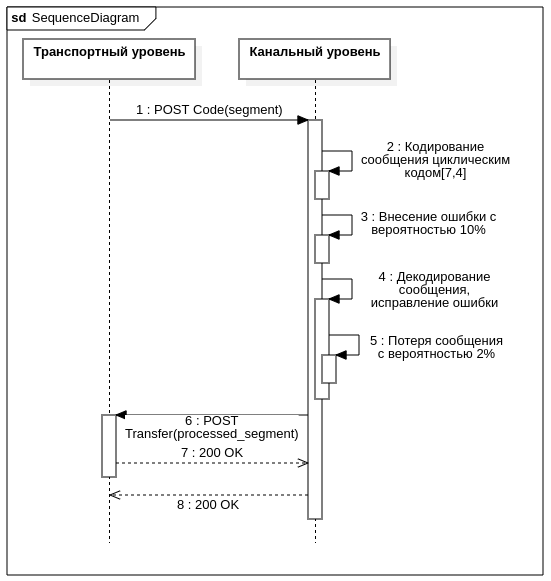 sd SequenceDiagram
Транспортный уровень
Канальный уровень
1 : POST Code(segment)
2 : Кодирование
сообщения циклическим
кодом[7,4]
3 : Внесение ошибки с
вероятностью 10%
4 : Декодирование
сообщения,
исправление ошибки
5 : Потеря сообщения
с вероятностью 2%
6 : POST
Transfer(processed_segment)
7 : 200 OK
8 : 200 OK